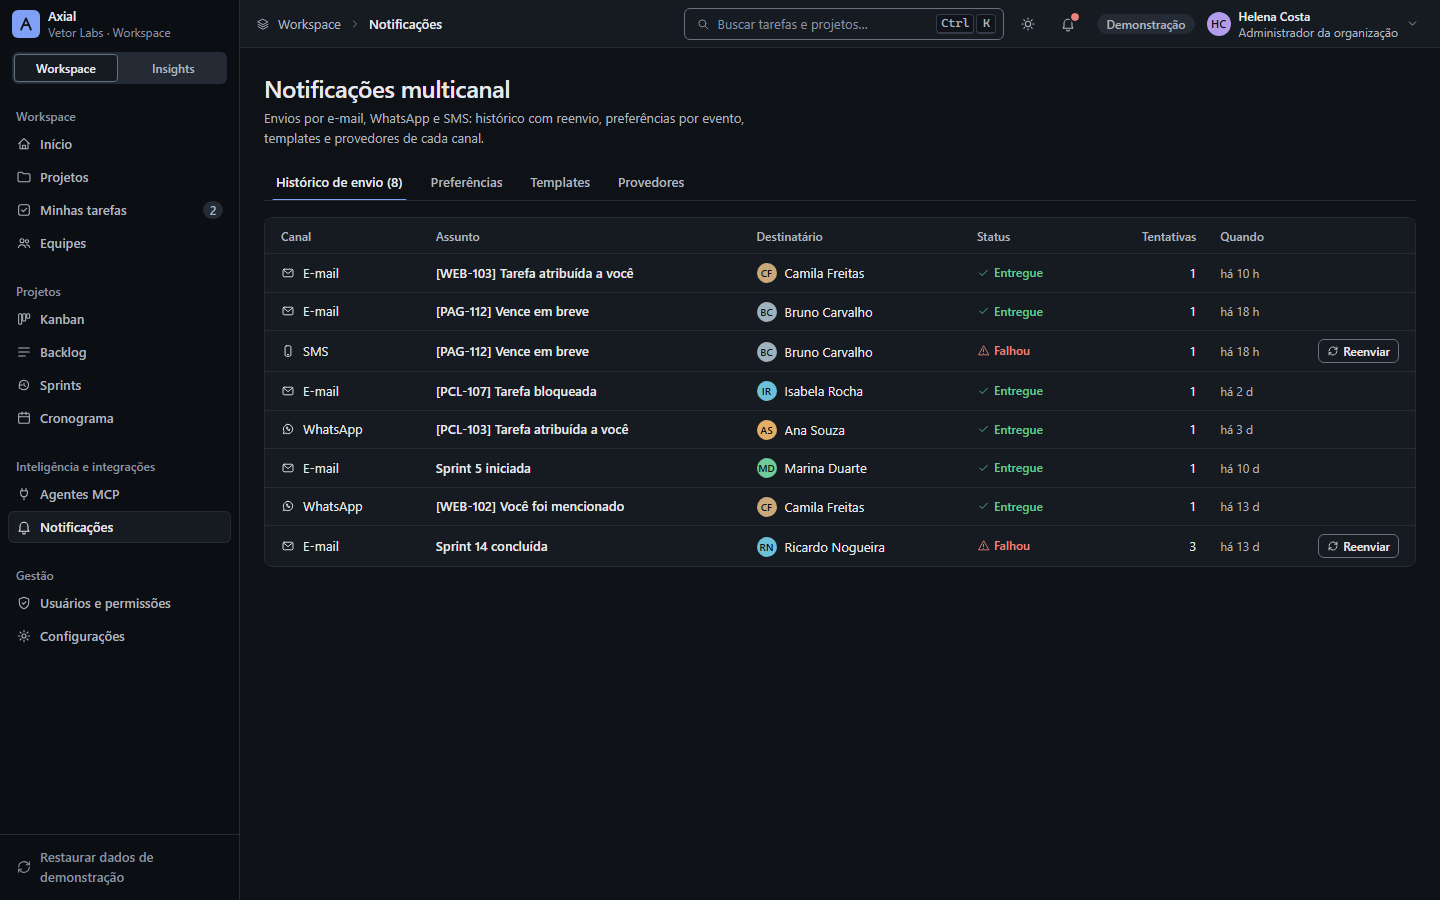 Axial
Vetor Labs · Workspace
Workspace
Insights
Workspace
Início
Projetos
Minhas tarefas
2
Equipes
Projetos
Kanban
Backlog
Sprints
Cronograma
Inteligência e integrações
Agentes MCP
Notificações
Gestão
Usuários e permissões
Configurações
Restaurar dados de
demonstração
Workspace
Notificações
Buscar tarefas e projetos...
Ctrl K
Demonstração
HC
Helena Costa
Administrador da organização
Notificações multicanal
Envios por e-mail, WhatsApp e SMS: histórico com reenvio, preferências por evento,
templates e provedores de cada canal.
Histórico de envio (8) Preferências Templates Provedores
Canal Assunto Destinatário Status Tentativas Quando
E-mail [WEB-103] Tarefa atribuída a você CF Camila Freitas Entregue 1 há 10 h
E-mail [PAG-112] Vence em breve BC Bruno Carvalho Entregue 1 há 18 h
SMS [PAG-112] Vence em breve BC Bruno Carvalho Falhou 1 há 18 h Reenviar
E-mail [PCL-107] Tarefa bloqueada IR Isabela Rocha Entregue 1 há 2 d
WhatsApp [PCL-103] Tarefa atribuída a você AS Ana Souza Entregue 1 há 3 d
E-mail Sprint 5 iniciada MD Marina Duarte Entregue 1 há 10 d
WhatsApp [WEB-102] Você foi mencionado CF Camila Freitas Entregue 1 há 13 d
E-mail Sprint 14 concluída RN Ricardo Nogueira Falhou 3 há 13 d Reenviar